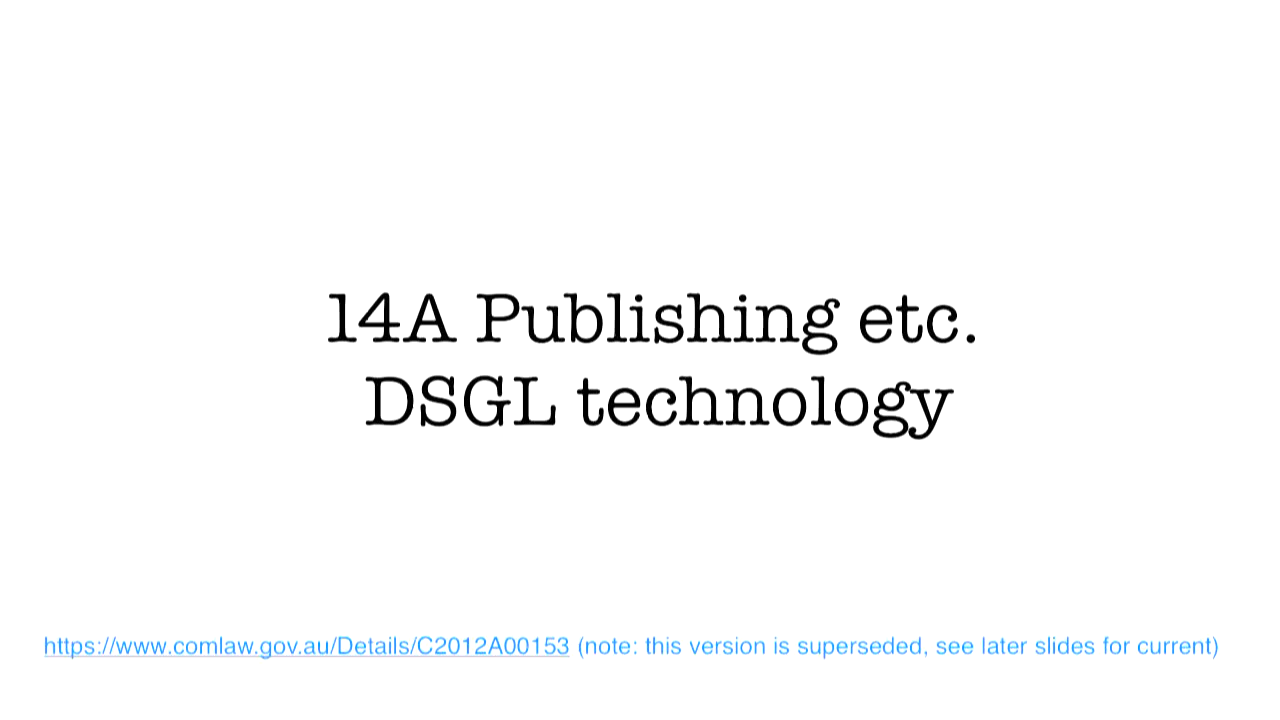 14A Publishing etc.
DSGL technology
https://www.comlaw.gov.au/Details/C2012A00153 (note: this version is superseded, see later slides for current)